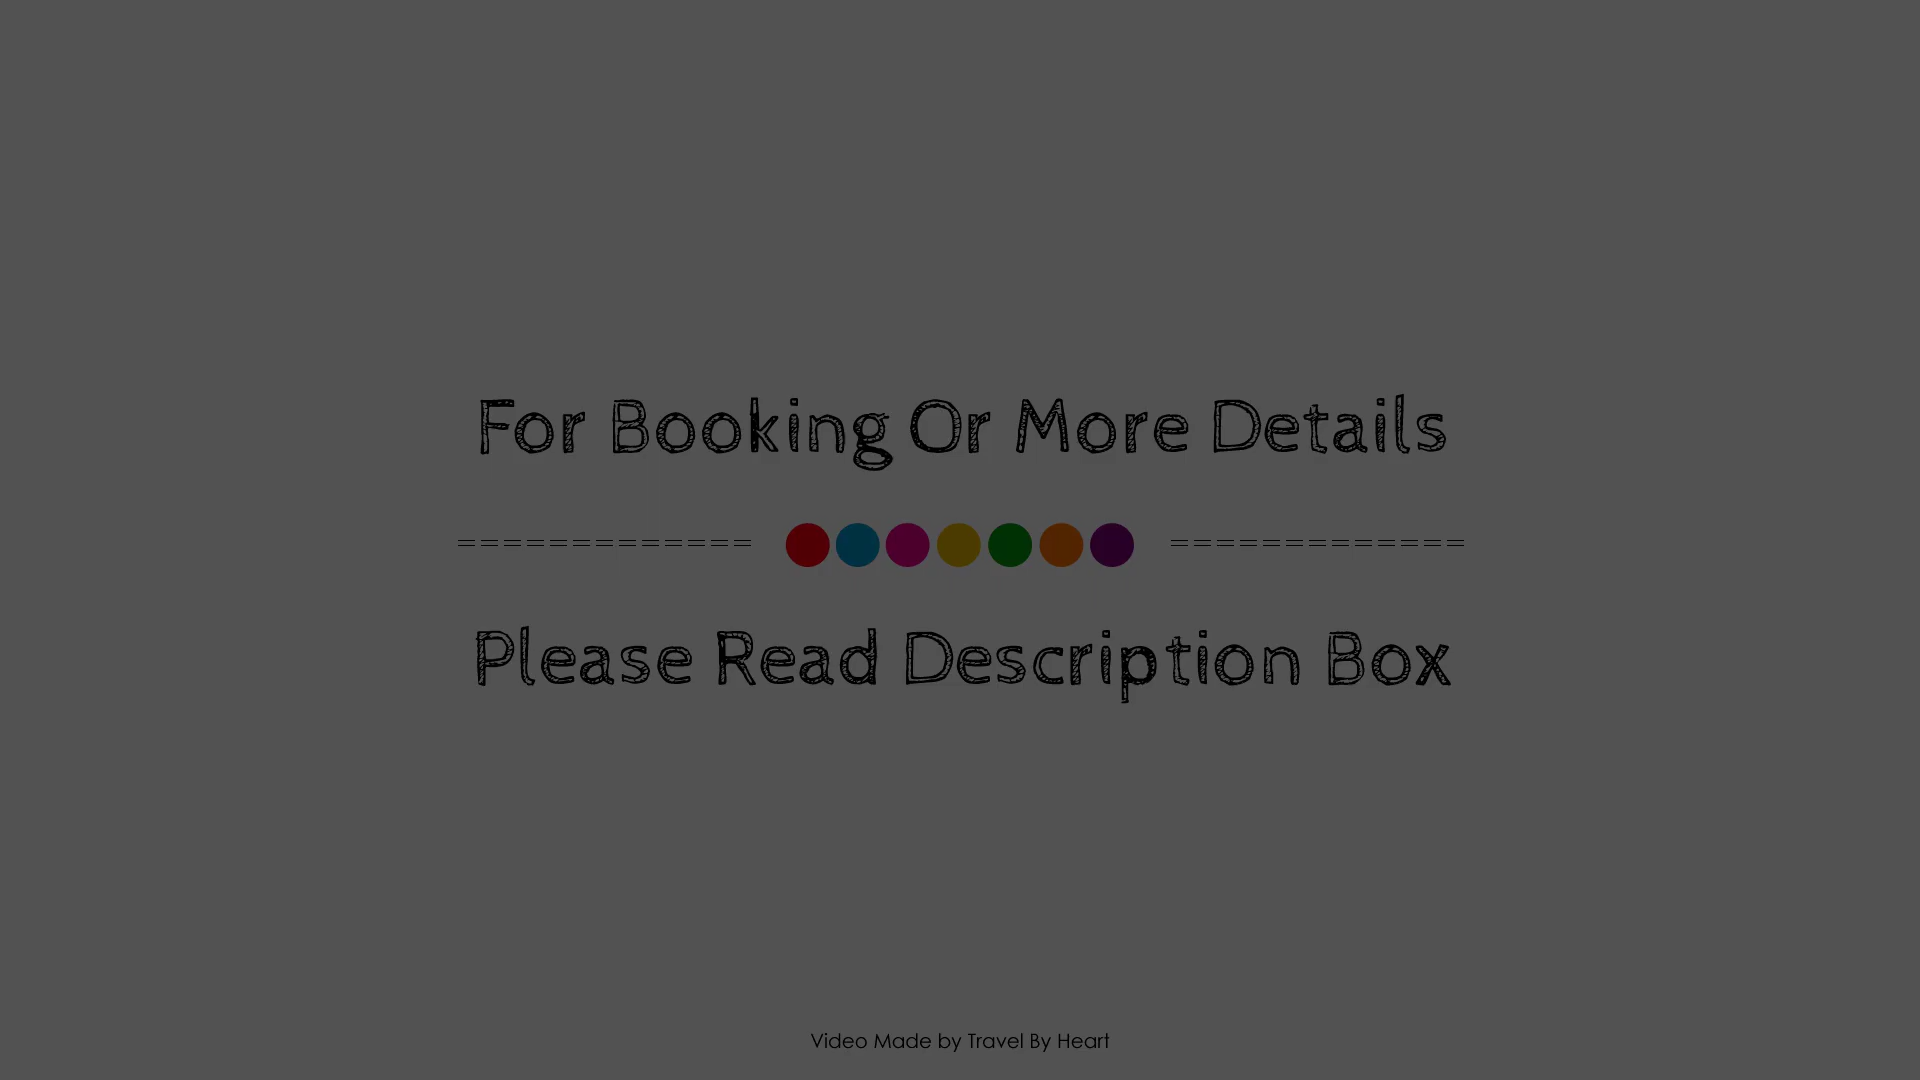 For Booking Or More Details
============= =============
Please Read Description Box
Video Made by Travel By Heart